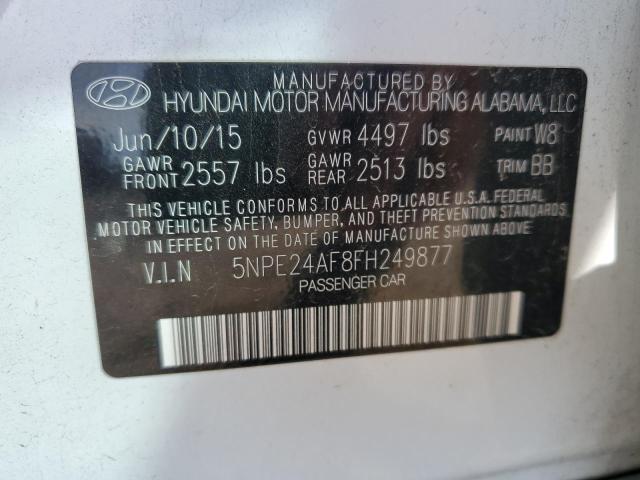 MANUFACTURED BY
HYUNDAI MOTOR MANUFACTURING ALABAMA, LLC
Jun/10/15 GVWR 4497 lbs PAINT W8
GAWR FRONT 2557 lbs GAWR REAR 2513 lbs TRIM BB
THIS VEHICLE CONFORMS TO ALL APPLICABLE U.S.A. FEDERAL
MOTOR VEHICLE SAFETY, BUMPER, AND THEFT PREVENTION STANDARDS
IN EFFECT ON THE DATE OF MANUFACTURE SHOWN ABOVE.
V.I.N 5NPE24AF8FH249877
PASSENGER CAR